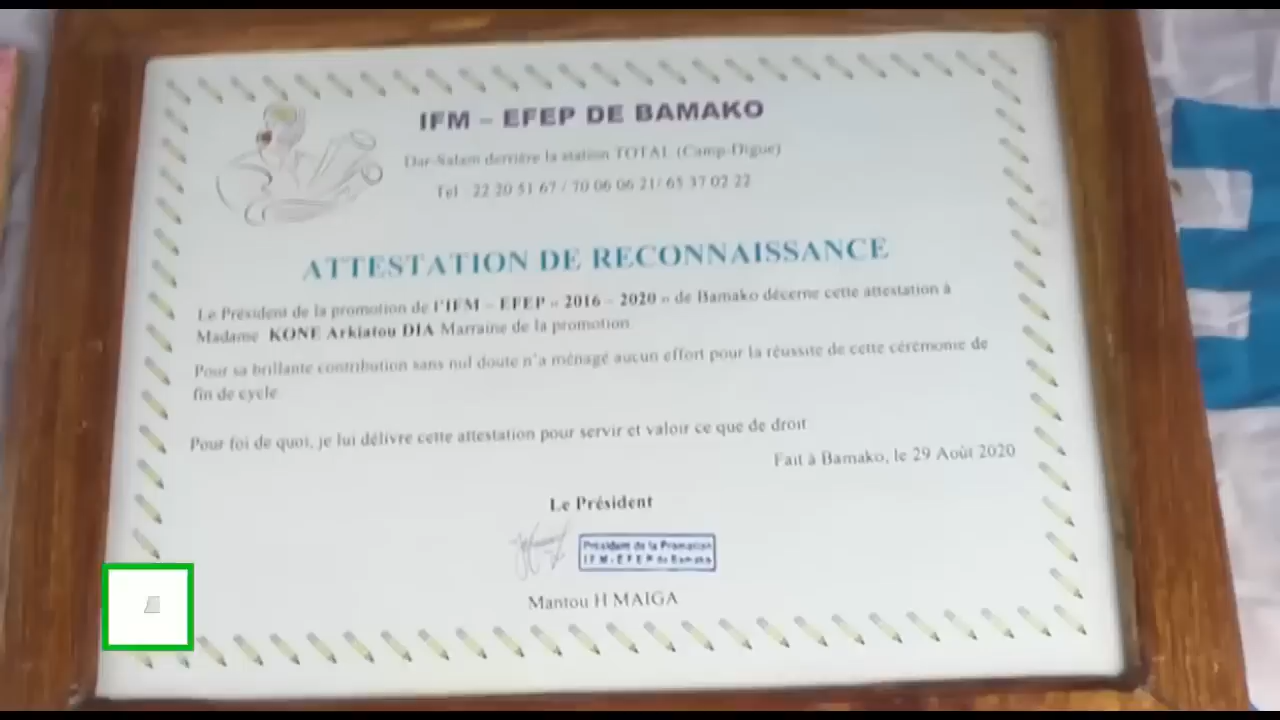 IFM – EFEP DE BAMAKO
Dar-Salam derrière la station TOTAL (Camp-Digue)
Tel 22 20 51 67 / 70 06 06 21/ 65 37 02 22
ATTESTATION DE RECONNAISSANCE
Le Président de la promotion de l'IFM – EFEP « 2016 – 2020 » de Bamako décerne cette attestation à
Madame KONE Arkiatou DIA Marraine de la promotion
Pour sa brillante contribution sans nul doute n'a ménagé aucun effort pour la réussite de cette cérémonie de
fin de cycle
Pour foi de quoi, je lui délivre cette attestation pour servir et valoir ce que de droit
Fait à Bamako, le 29 Août 2020
Le Président
Président de la Promotion
IFM-EFEP de Bamako
Mantou H MAIGA